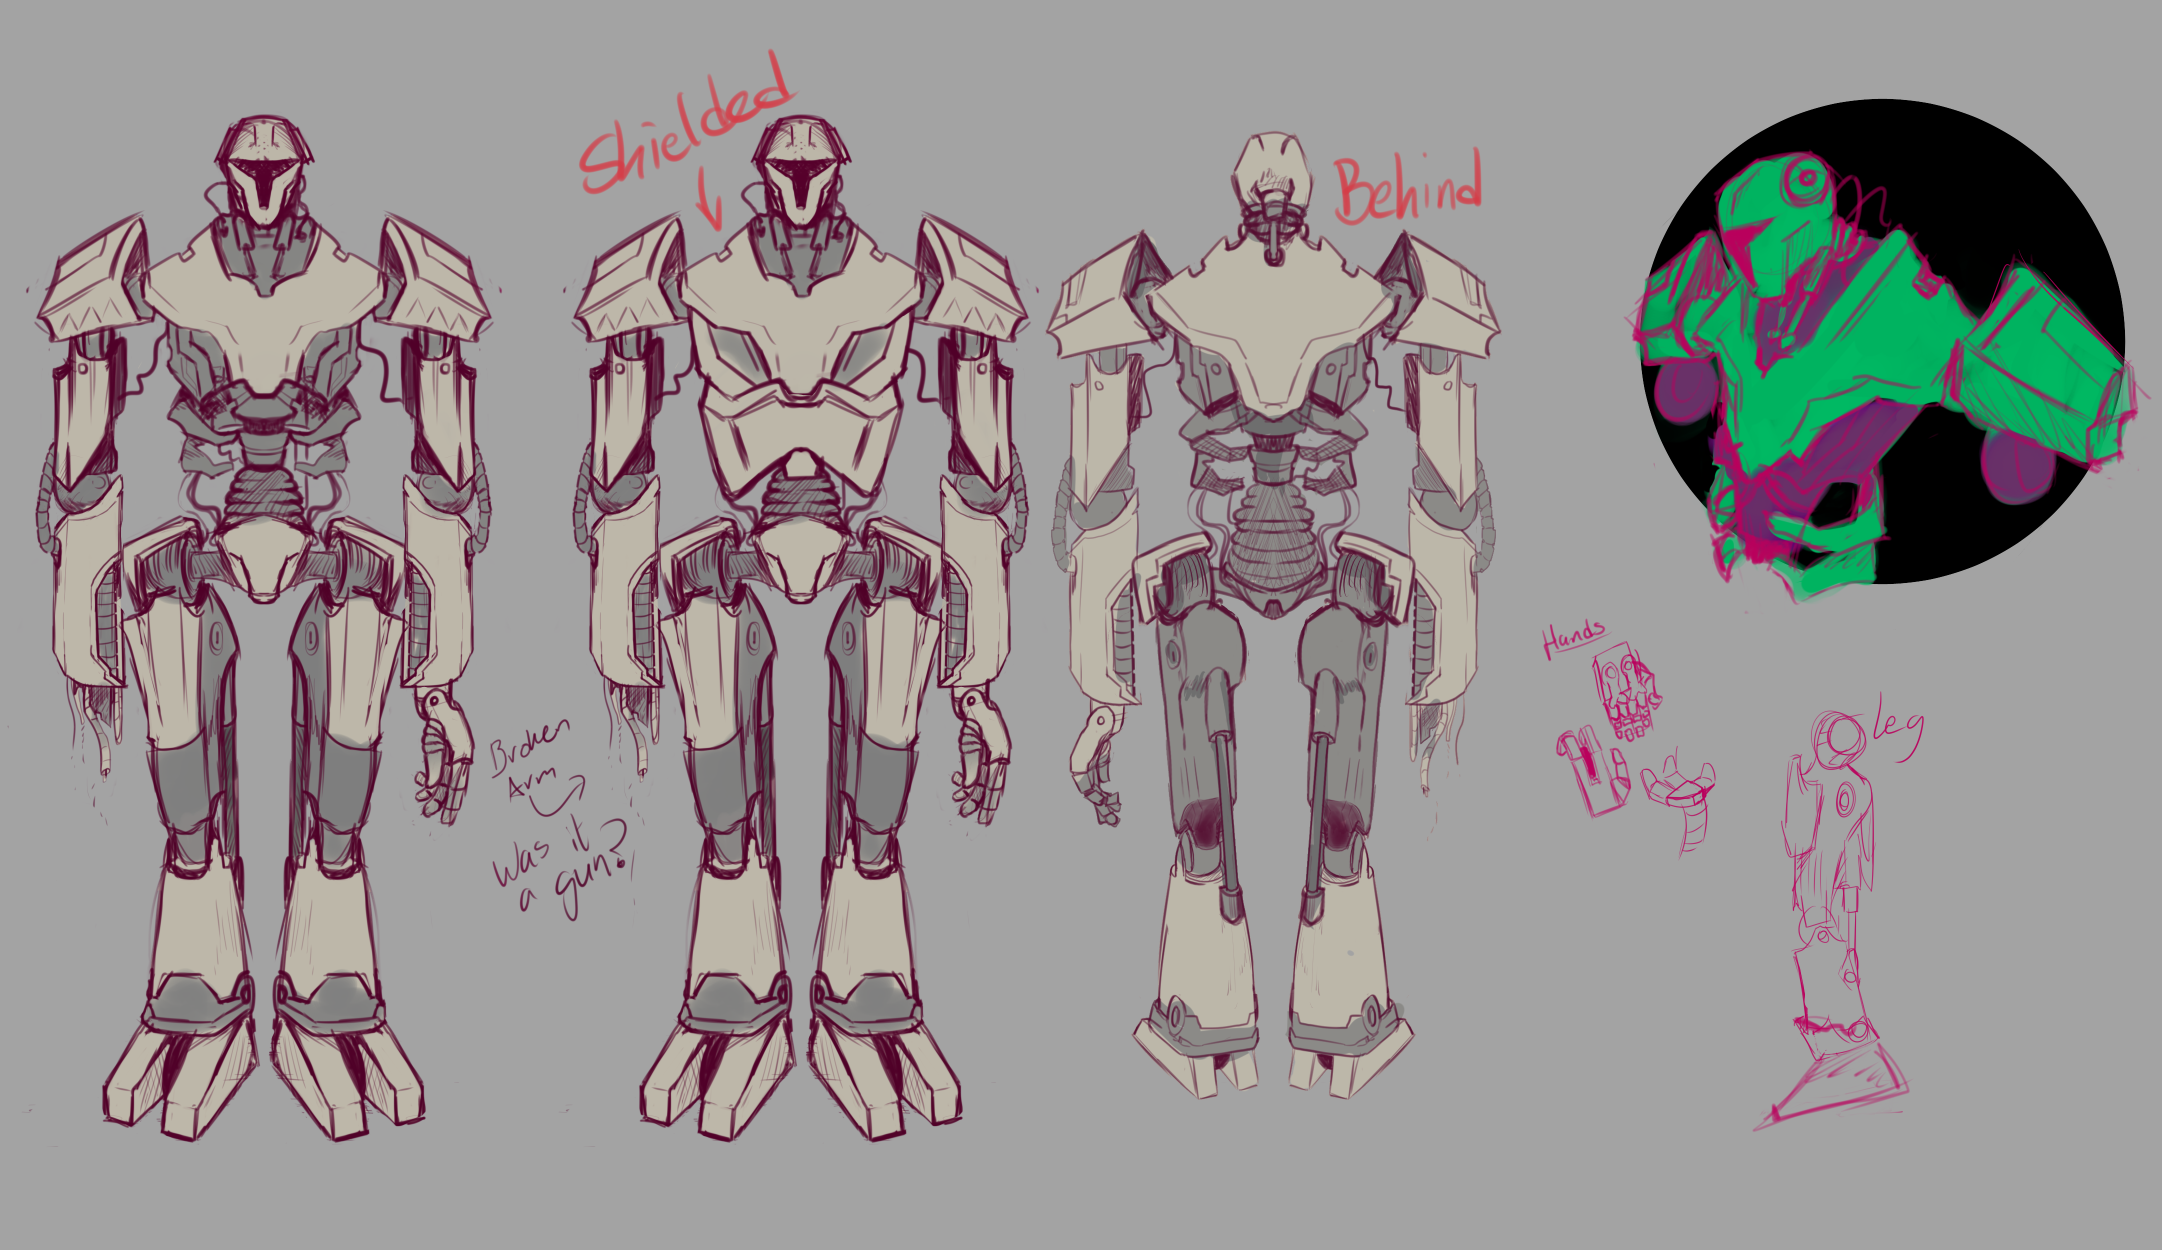 Shielded
Behind
Broken
Arm
Was it
a gun?
Hands
leg